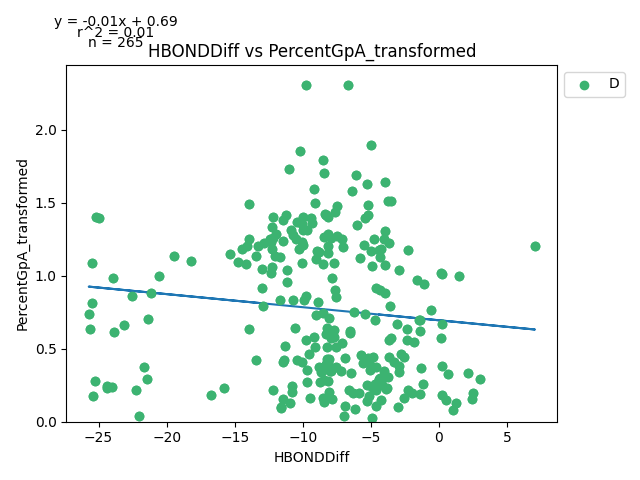 y = -0.01x + 0.69
r^2 = 0.01
n = 265
HBONDDiff vs PercentGpA_transformed
D
PercentGpA_transformed
2.0
1.5
1.0
0.5
0.0
−25 −20 −15 −10 −5 0 5
HBONDDiff